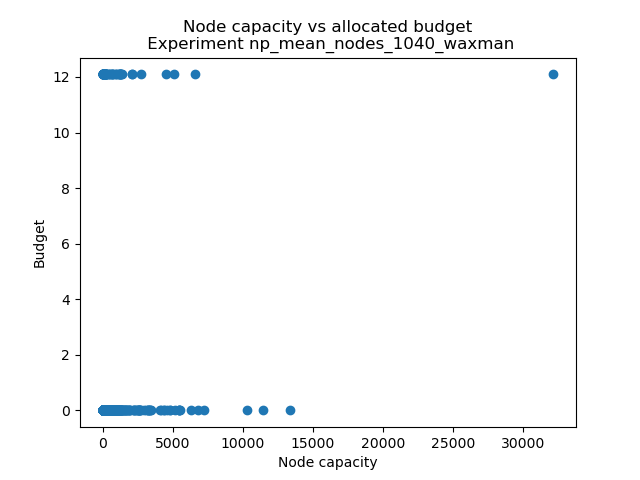 Node capacity vs allocated budget
Experiment np_mean_nodes_1040_waxman
12
10
8
6
4
2
0
Budget
0 5000 10000 15000 20000 25000 30000
Node capacity